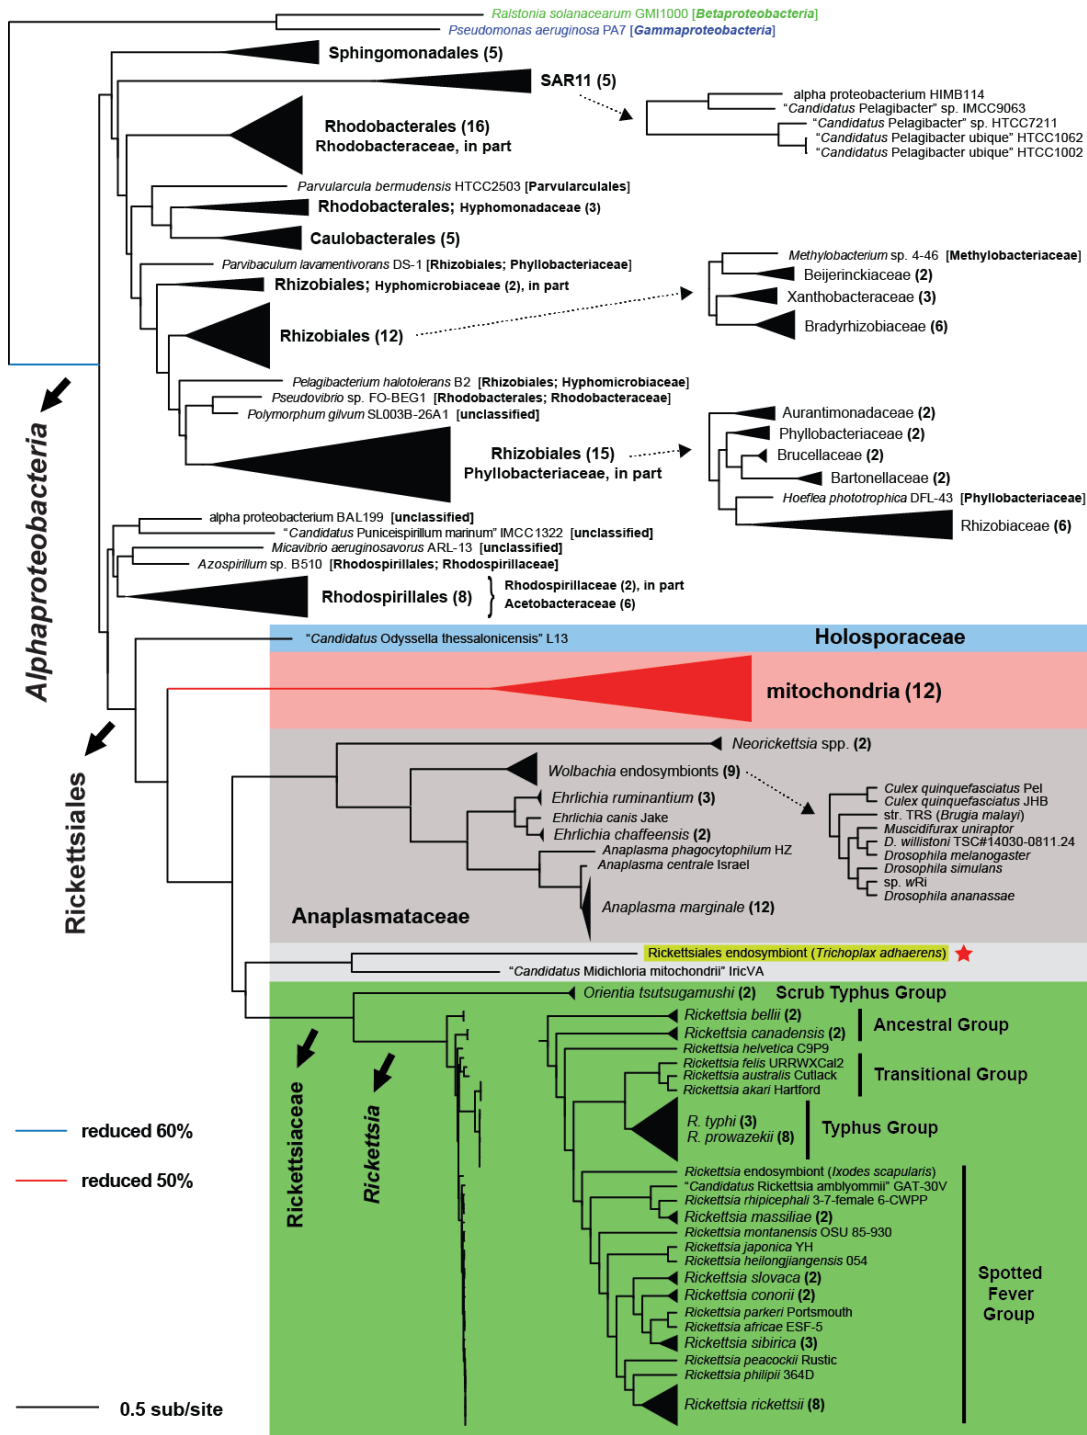 Ralstonia solanacearum GMI1000 [Betaproteobacteria]
Pseudomonas aeruginosa PA7 [Gammaproteobacteria]
Sphingomonadales (5)
SAR11 (5)
alpha proteobacterium HIMB114
“Candidatus Pelagibacter” sp. IMCC9063
“Candidatus Pelagibacter” sp. HTCC7211
“Candidatus Pelagibacter ubique” HTCC1062
“Candidatus Pelagibacter ubique” HTCC1002
Rhodobacterales (16)
Rhodobacteraceae, in part
Parvularcula bermudensis HTCC2503 [Parvularculales]
Rhodobacterales; Hyphomonadaceae (3)
Caulobacterales (5)
Parvibaculum lavamentivorans DS-1 [Rhizobiales; Phyllobacteriaceae]
Rhizobiales; Hyphomicrobiaceae (2), in part
Rhizobiales (12)
Methylobacterium sp. 4-46 [Methylobacteriaceae]
Beijerinckiaceae (2)
Xanthobacteraceae (3)
Bradyrhizobiaceae (6)
Pelagibacterium halotolerans B2 [Rhizobiales; Hyphomicrobiaceae]
Pseudovibrio sp. FO-BEG1 [Rhodobacterales; Rhodobacteraceae]
Polymorphum gilvum SL003B-26A1 [unclassified]
Rhizobiales (15)
Phyllobacteriaceae, in part
Aurantimonadaceae (2)
Phyllobacteriaceae (2)
Brucellaceae (2)
Bartonellaceae (2)
Hoeflea phototrophica DFL-43 [Phyllobacteriaceae]
Rhizobiaceae (6)
alpha proteobacterium BAL199 [unclassified]
“Candidatus Puniceispirillum marinum” IMCC1322 [unclassified]
Micavibrio aeruginosavorus ARL-13 [unclassified]
Azospirillum sp. B510 [Rhodospirillales; Rhodospirillaceae]
Rhodospirillales (8)
Rhodospirillaceae (2), in part
Acetobacteraceae (6)
Alphaproteobacteria
“Candidatus Odyssella thessalonicensis” L13
Holosporaceae
mitochondria (12)
Rickettsiales
Neorickettsia spp. (2)
Wolbachia endosymbionts (9)
Ehrlichia ruminantium (3)
Ehrlichia canis Jake
Ehrlichia chaffeensis (2)
Anaplasma phagocytophilum HZ
Anaplasma centrale Israel
Anaplasma marginale (12)
Anaplasmataceae
Culex quinquefasciatus Pel
Culex quinquefasciatus JHB
str. TRS (Brugia malayi)
Muscidifurax uniraptor
D. willistoni TSC#14030-0811.24
Drosophila melanogaster
Drosophila simulans
sp. wRi
Drosophila ananassae
Rickettsiales endosymbiont (Trichoplax adhaerens)
“Candidatus Midichloria mitochondrii” IricVA
Orientia tsutsugamushi (2) Scrub Typhus Group
Rickettsia bellii (2)
Rickettsia canadensis (2)
Ancestral Group
Rickettsia helvetica C9P9
Rickettsia felis URRWXCal2
Rickettsia australis Cutlack
Rickettsia akari Hartford
Transitional Group
R. typhi (3)
R. prowazekii (8)
Typhus Group
Rickettsia endosymbiont (Ixodes scapularis)
“Candidatus Rickettsia amblyommii” GAT-30V
Rickettsia rhipicephali 3-7-female 6-CWPP
Rickettsia massiliae (2)
Rickettsia montanensis OSU 85-930
Rickettsia japonica YH
Rickettsia heilongjiangensis 054
Rickettsia slovaca (2)
Rickettsia conorii (2)
Rickettsia parkeri Portsmouth
Rickettsia africae ESF-5
Rickettsia sibirica (3)
Rickettsia peacockii Rustic
Rickettsia philipii 364D
Rickettsia rickettsii (8)
Spotted
Fever
Group
Rickettsiaceae
Rickettsia
reduced 60%
reduced 50%
0.5 sub/site